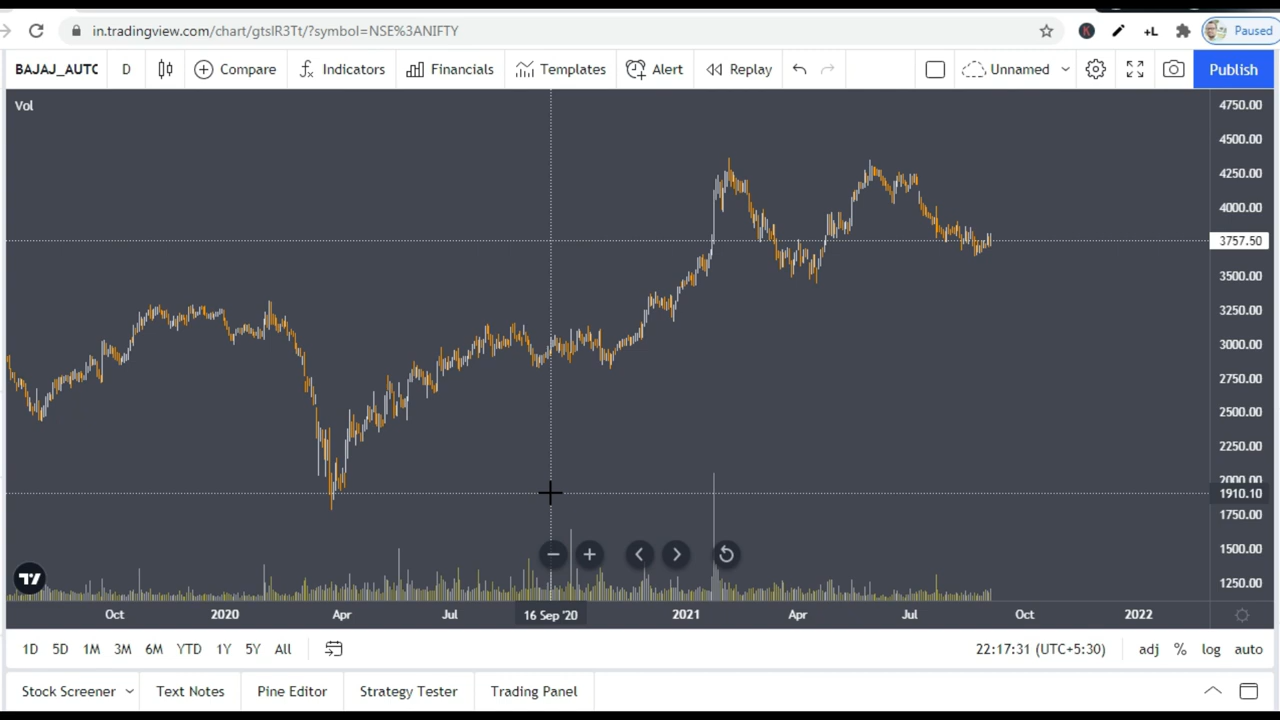 in.tradingview.com/chart/gtslR3Tt/?symbol=NSE%3ANIFTY
K
+L
Paused
BAJAJ_AUTO
D
Compare
Indicators
Financials
Templates
Alert
Replay
Unnamed
Publish
Vol
4750.00
4500.00
4250.00
4000.00
3757.50
3500.00
3250.00
3000.00
2750.00
2500.00
2250.00
2000.00
1910.10
1750.00
1500.00
1250.00
Oct
2020
Apr
Jul
16 Sep '20
2021
Apr
Jul
Oct
2022
1D 5D 1M 3M 6M YTD 1Y 5Y All
22:17:31 (UTC+5:30)
adj % log auto
Stock Screener
Text Notes
Pine Editor
Strategy Tester
Trading Panel